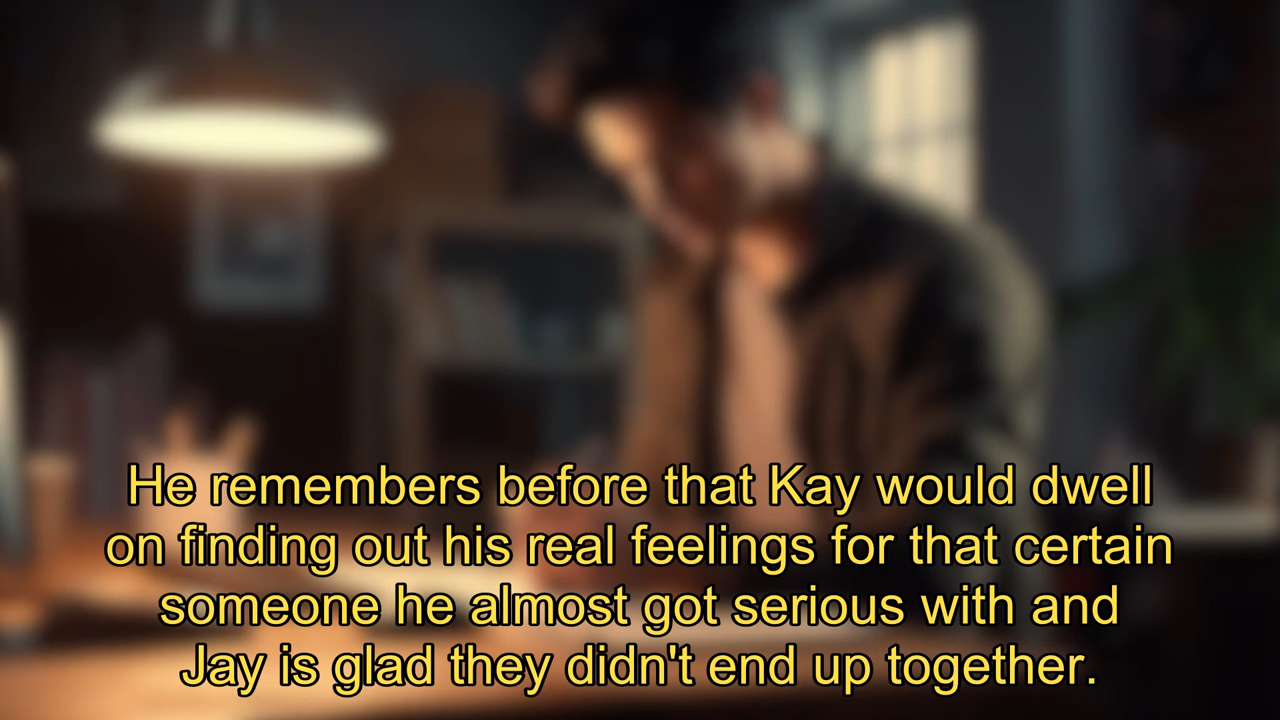 He remembers before that Kay would dwell
on finding out his real feelings for that certain
someone he almost got serious with and
Jay is glad they didn't end up together.